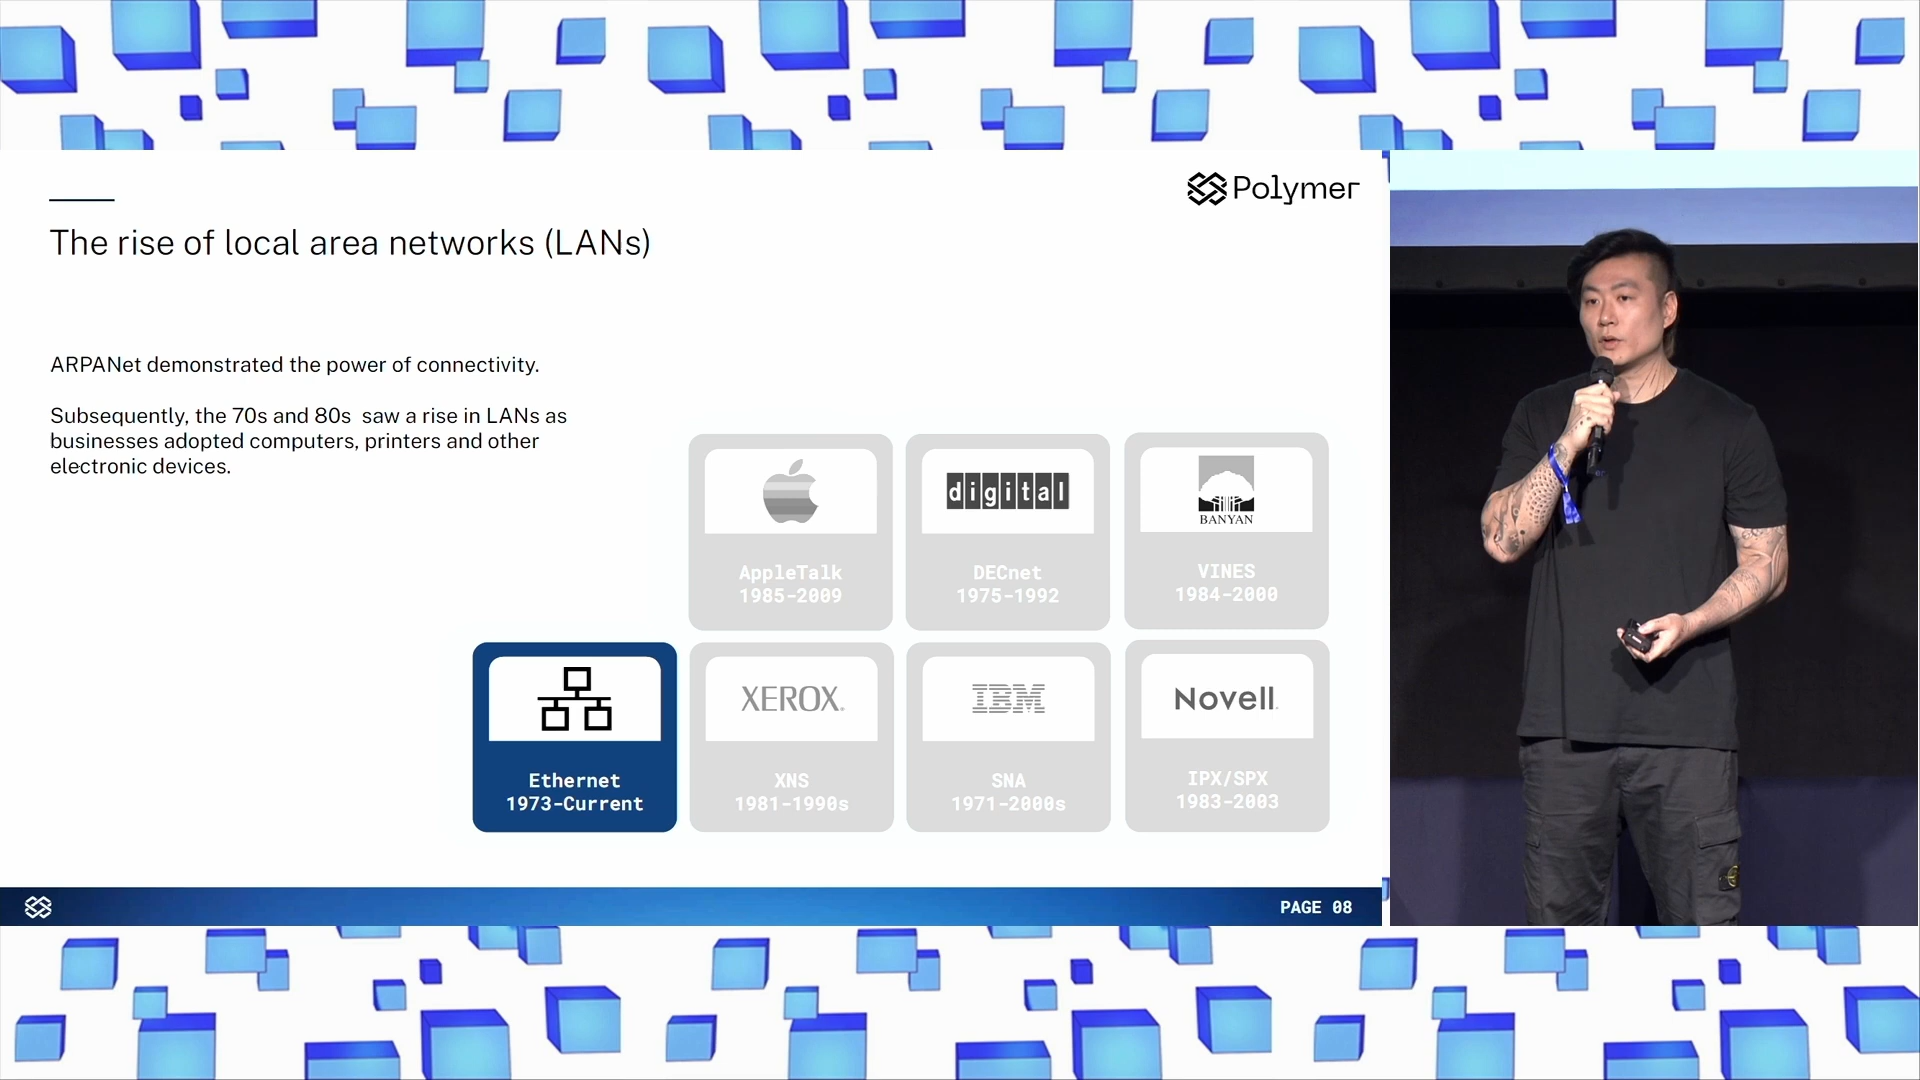 Polymer
The rise of local area networks (LANs)
ARPANet demonstrated the power of connectivity.
Subsequently, the 70s and 80s saw a rise in LANs as
businesses adopted computers, printers and other
electronic devices.
digital
BANYAN
AppleTalk
1985-2009
DECnet
1975-1992
VINES
1984-2000
XEROX
IBM
Novell
Ethernet
1973-Current
XNS
1981-1990s
SNA
1971-2000s
IPX/SPX
1983-2003
PAGE 08